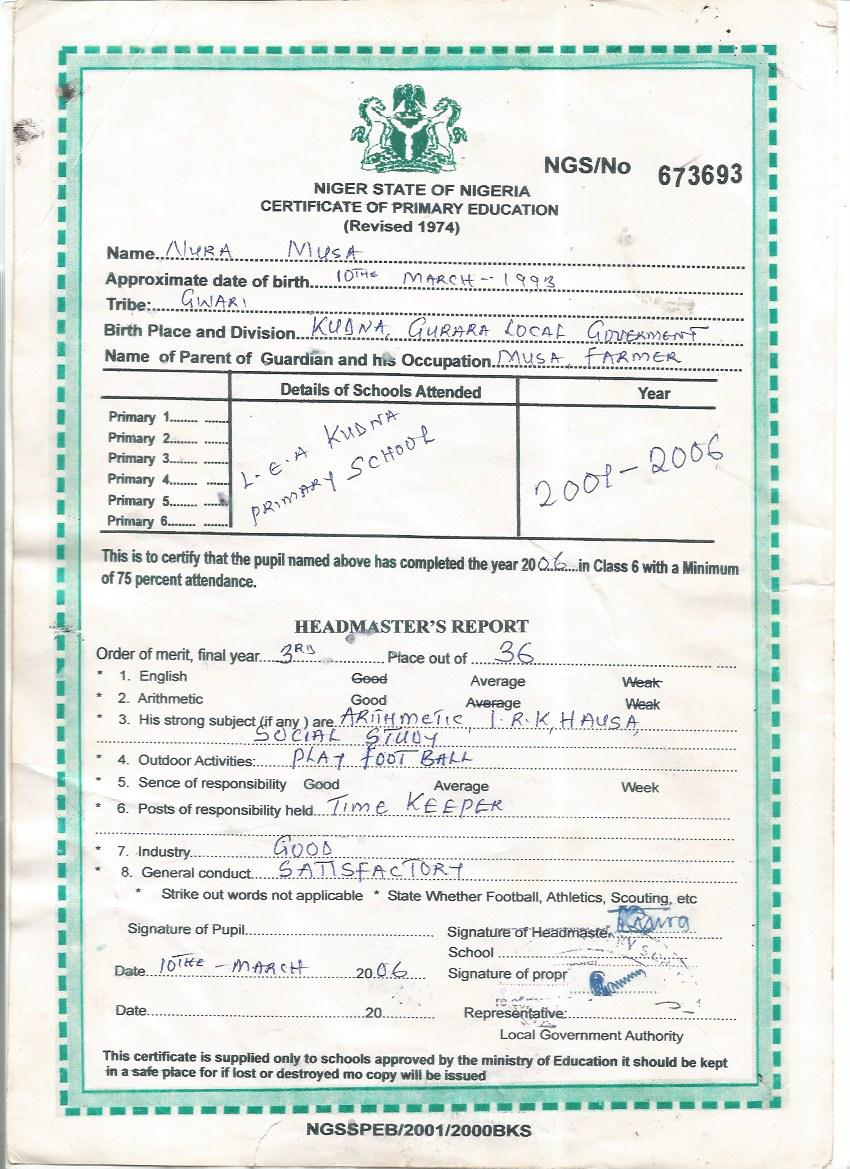 NGS/No 673693
NIGER STATE OF NIGERIA
CERTIFICATE OF PRIMARY EDUCATION
(Revised 1974)
Name NURA MUSA
Approximate date of birth 10THE MARCH - 1993
Tribe: GWARI
Birth Place and Division KUDNA, GURARA LOCAL GOVERMENT
Name of Parent of Guardian and his Occupation MUSA, FARMER
Details of Schools Attended Year
Primary 1
Primary 2
Primary 3
Primary 4
Primary 5
Primary 6
L.E.A KUDNA
PRIMARY SCHOOL
2001-2006
This is to certify that the pupil named above has completed the year 2006 in Class 6 with a Minimum
of 75 percent attendance.
HEADMASTER'S REPORT
Order of merit, final year 3RD Place out of 36
* 1. English Good Average Weak
* 2. Arithmetic Good Average Weak
* 3. His strong subject (if any ) are ARITHMETIC, I.R.K, HAUSA,
SOCIAL STUDY
* 4. Outdoor Activities: PLAY FOOT BALL
* 5. Sence of responsibility Good Average Week
* 6. Posts of responsibility held TIME KEEPER
* 7. Industry GOOD
* 8. General conduct SATISFACTORY
* Strike out words not applicable * State Whether Football, Athletics, Scouting, etc
Signature of Pupil Signature of Headmaster
School
Date 10THE - MARCH 2006 Signature of propr
Date 20 Representative:
Local Government Authority
This certificate is supplied only to schools approved by the ministry of Education it should be kept
in a safe place for if lost or destroyed mo copy will be issued
NGSSPEB/2001/2000BKS